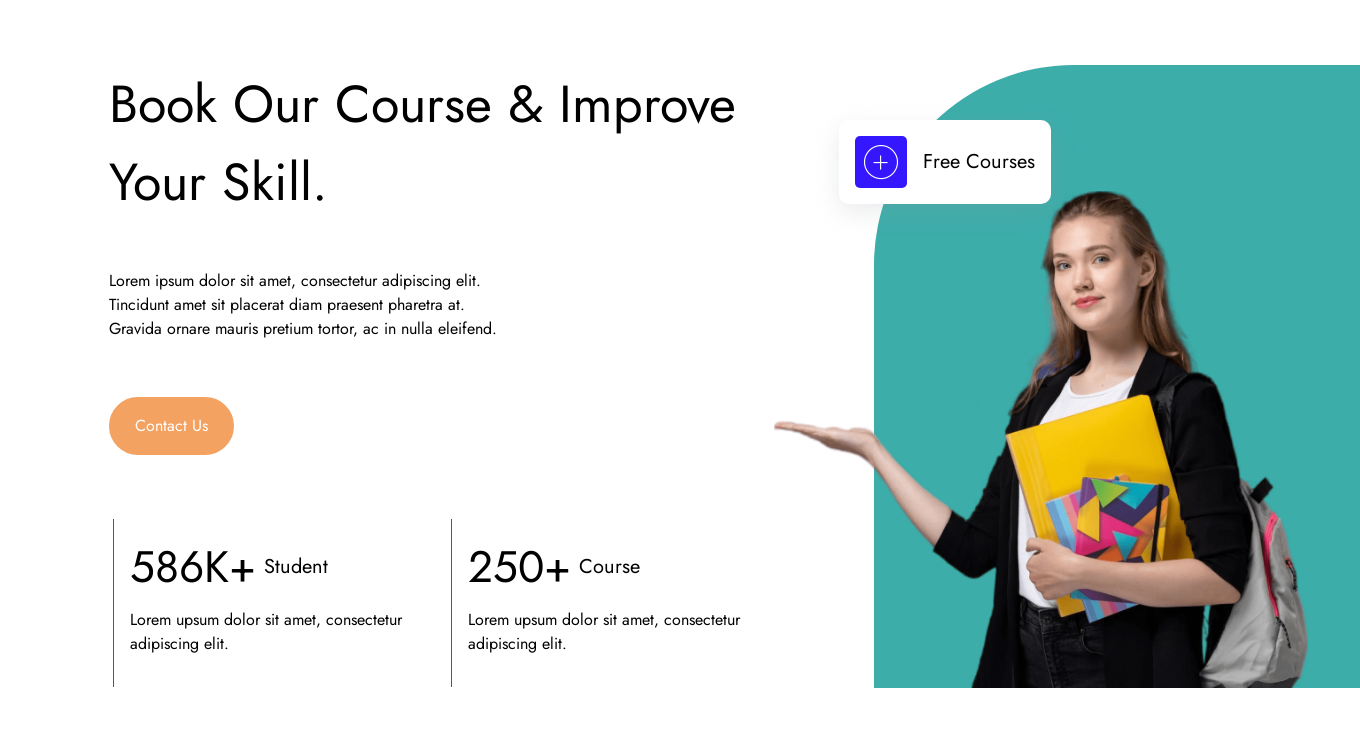 Book Our Course & Improve
Your Skill.
Free Courses
Lorem ipsum dolor sit amet, consectetur adipiscing elit.
Tincidunt amet sit placerat diam praesent pharetra at.
Gravida ornare mauris pretium tortor, ac in nulla eleifend.
Contact Us
586K+ Student
Lorem upsum dolor sit amet, consectetur
adipiscing elit.
250+ Course
Lorem upsum dolor sit amet, consectetur
adipiscing elit.